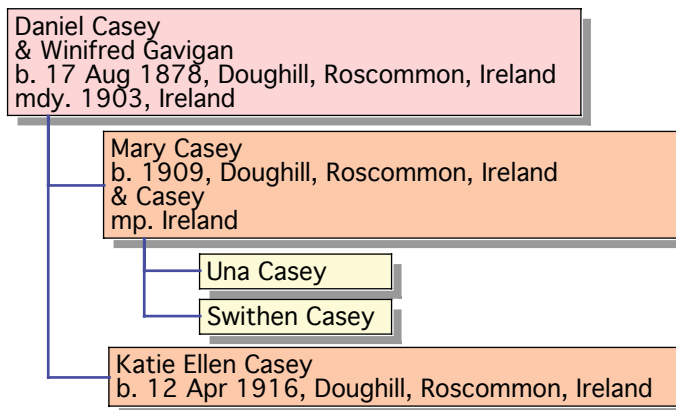 Daniel Casey
& Winifred Gavigan
b. 17 Aug 1878, Doughill, Roscommon, Ireland
mdy. 1903, Ireland
Mary Casey
b. 1909, Doughill, Roscommon, Ireland
& Casey
mp. Ireland
Una Casey
Swithen Casey
Katie Ellen Casey
b. 12 Apr 1916, Doughill, Roscommon, Ireland